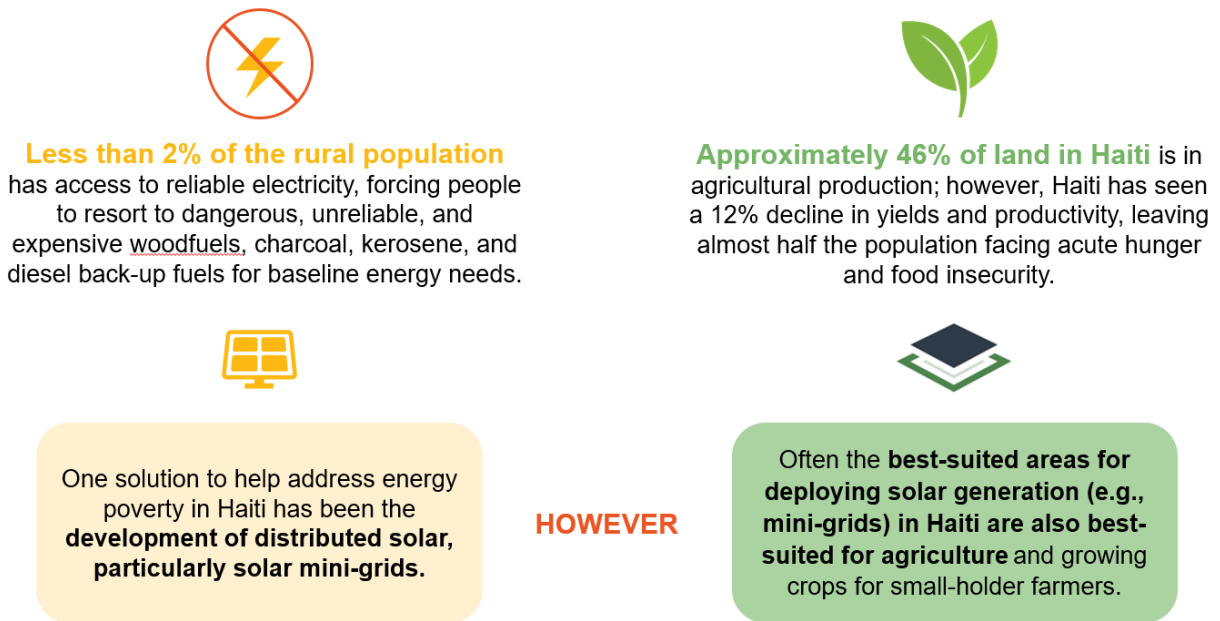 Less than 2% of the rural population
has access to reliable electricity, forcing people
to resort to dangerous, unreliable, and
expensive woodfuels, charcoal, kerosene, and
diesel back-up fuels for baseline energy needs.
Approximately 46% of land in Haiti is in
agricultural production; however, Haiti has seen
a 12% decline in yields and productivity, leaving
almost half the population facing acute hunger
and food insecurity.
One solution to help address energy
poverty in Haiti has been the
development of distributed solar,
particularly solar mini-grids.
HOWEVER
Often the best-suited areas for
deploying solar generation (e.g.,
mini-grids) in Haiti are also best-
suited for agriculture and growing
crops for small-holder farmers.